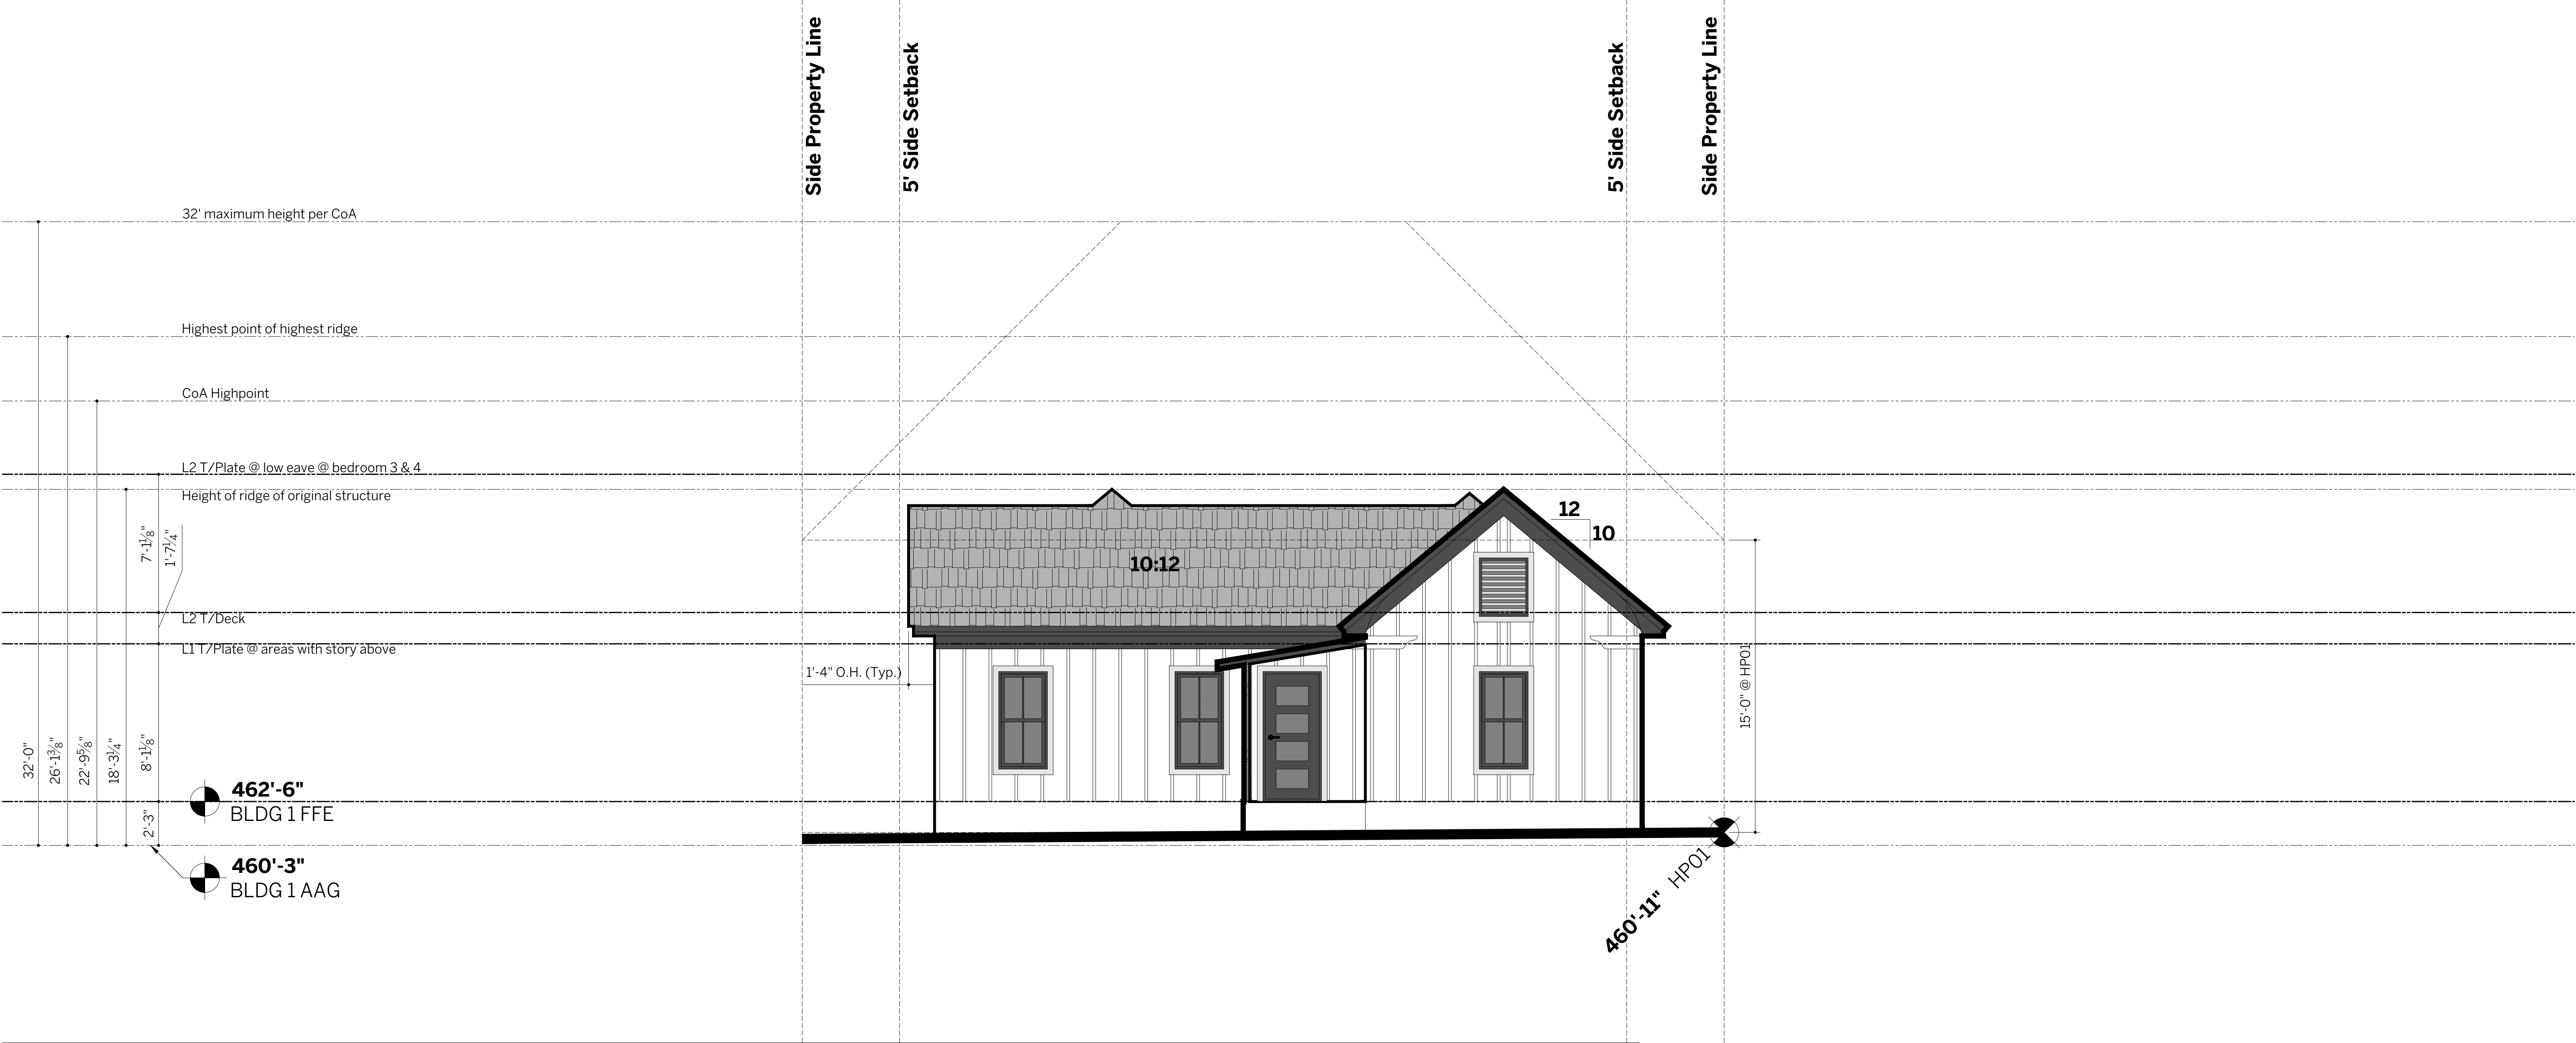 Side Property Line
5' Side Setback
5' Side Setback
Side Property Line
32' maximum height per CoA
Highest point of highest ridge
CoA Highpoint
L2 T/Plate @ low eave @ bedroom 3 & 4
Height of ridge of original structure
12
10
10:12
7'-1⅛"
1'-7¼"
L2 T/Deck
L1 T/Plate @ areas with story above
1'-4" O.H. (Typ.)
15'-0" @ HP01
32'-0"
26'-1⅜"
22'-9⅝"
18'-3¼"
8'-1⅛"
2'-3"
462'-6"
BLDG 1 FFE
460'-3"
BLDG 1 AAG
460'-11" HP01